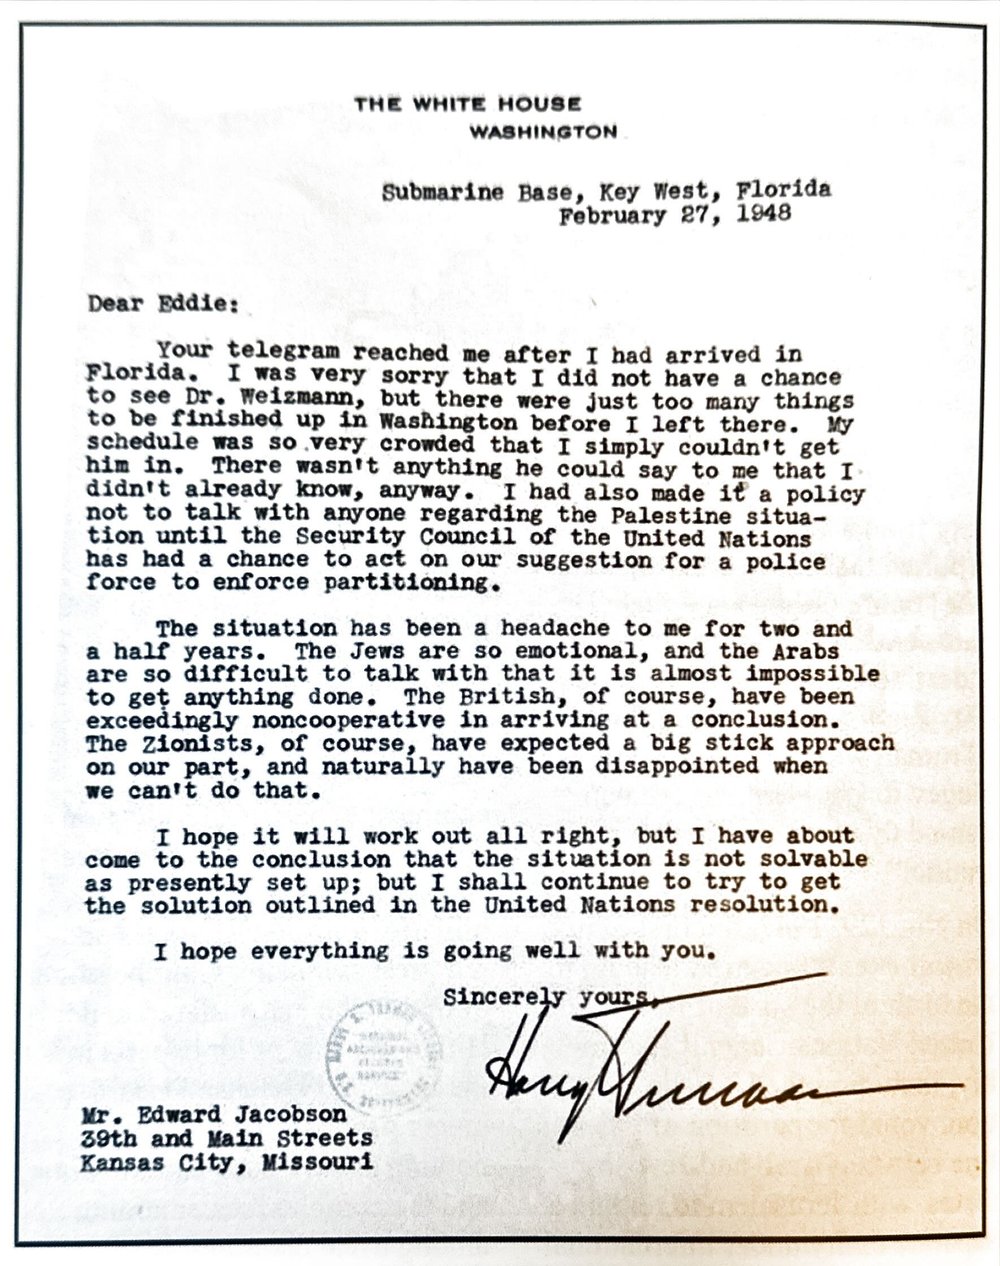 THE WHITE HOUSE
WASHINGTON
Submarine Base, Key West, Florida
February 27, 1948
Dear Eddie:
Your telegram reached me after I had arrived in
Florida. I was very sorry that I did not have a chance
to see Dr. Weizmann, but there were just too many things
to be finished up in Washington before I left there. My
schedule was so very crowded that I simply couldn't get
him in. There wasn't anything he could say to me that I
didn't already know, anyway. I had also made it a policy
not to talk with anyone regarding the Palestine situa-
tion until the Security Council of the United Nations
has had a chance to act on our suggestion for a police
force to enforce partitioning.
The situation has been a headache to me for two and
a half years. The Jews are so emotional, and the Arabs
are so difficult to talk with that it is almost impossible
to get anything done. The British, of course, have been
exceedingly noncooperative in arriving at a conclusion.
The Zionists, of course, have expected a big stick approach
on our part, and naturally have been disappointed when
we can't do that.
I hope it will work out all right, but I have about
come to the conclusion that the situation is not solvable
as presently set up; but I shall continue to try to get
the solution outlined in the United Nations resolution.
I hope everything is going well with you.
Sincerely yours,
Harry Truman
Mr. Edward Jacobson
39th and Main Streets
Kansas City, Missouri